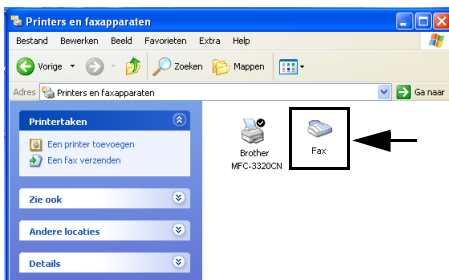 Printers en faxapparaten
Bestand Bewerken Beeld Favorieten Extra Help
Vorige Zoeken Mappen
Adres Printers en faxapparaten Ga naar
Printertaken
Een printer toevoegen
Een fax verzenden
Zie ook
Andere locaties
Details
Brother
MFC-3320CN
Fax